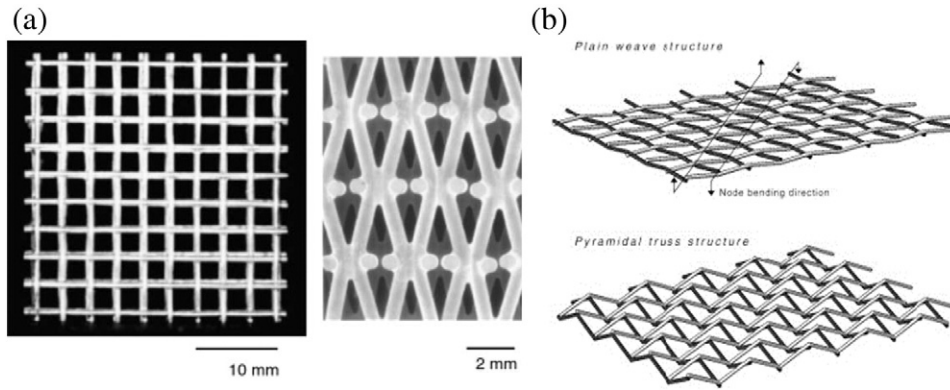 (a)
(b)
Plain weave structure
Node bending direction
Pyramidal truss structure
10 mm
2 mm